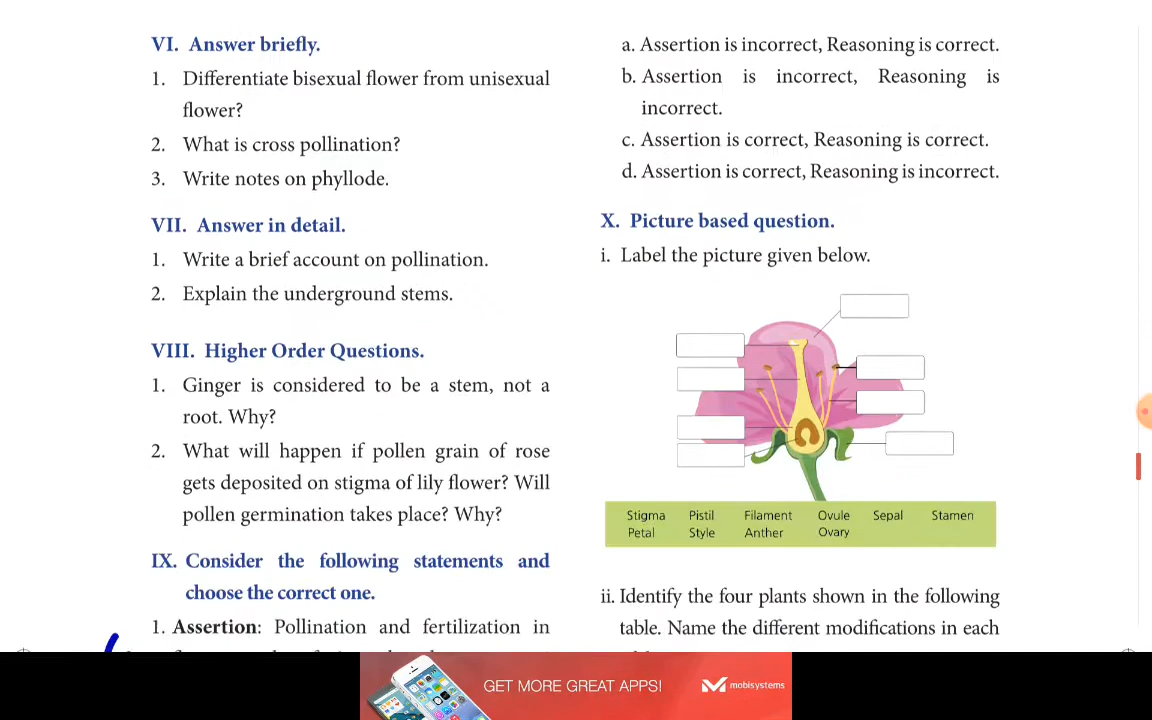 VI. Answer briefly.
1. Differentiate bisexual flower from unisexual
flower?
2. What is cross pollination?
3. Write notes on phyllode.
VII. Answer in detail.
1. Write a brief account on pollination.
2. Explain the underground stems.
VIII. Higher Order Questions.
1. Ginger is considered to be a stem, not a
root. Why?
2. What will happen if pollen grain of rose
gets deposited on stigma of lily flower? Will
pollen germination takes place? Why?
IX. Consider the following statements and
choose the correct one.
1. Assertion: Pollination and fertilization in
a. Assertion is incorrect, Reasoning is correct.
b. Assertion is incorrect, Reasoning is
incorrect.
c. Assertion is correct, Reasoning is correct.
d. Assertion is correct, Reasoning is incorrect.
X. Picture based question.
i. Label the picture given below.
Stigma Pistil Filament Ovule Sepal Stamen
Petal Style Anther Ovary
ii. Identify the four plants shown in the following
table. Name the different modifications in each
GET MORE GREAT APPS! mobisystems